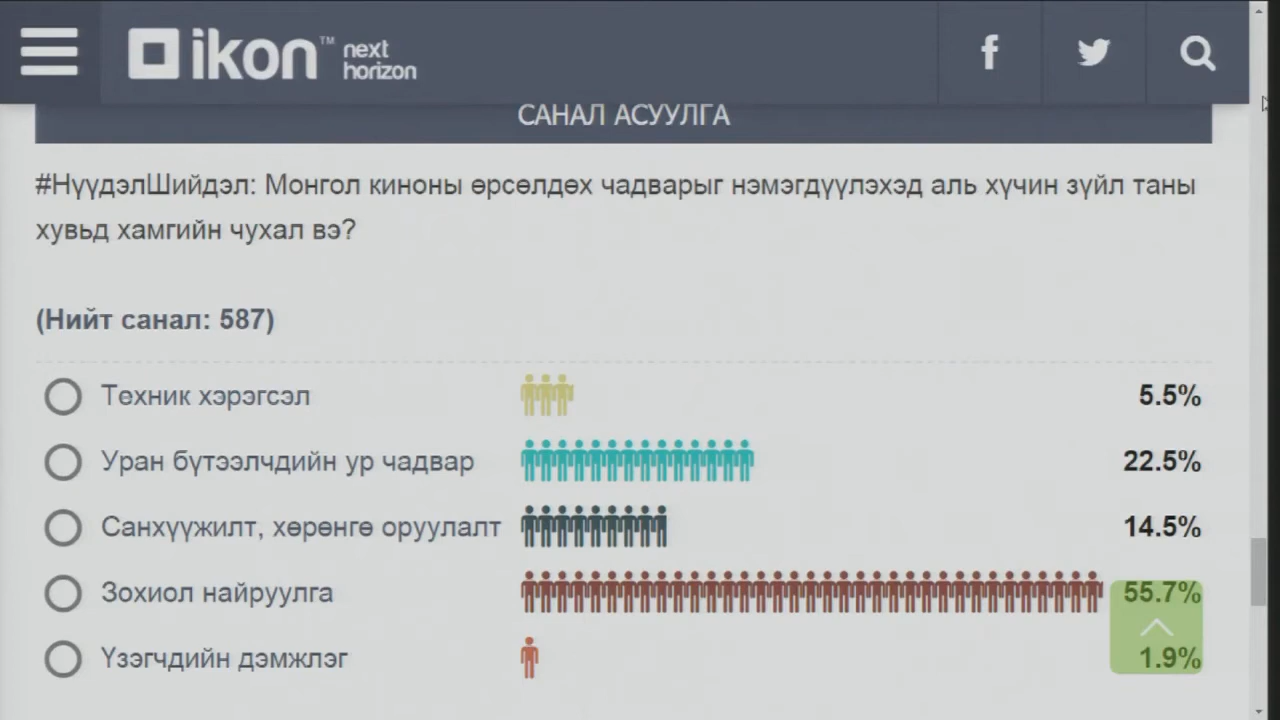 ikon™ next horizon
САНАЛ АСУУЛГА
#НүүдэлШийдэл: Монгол киноны өрсөлдөх чадварыг нэмэгдүүлэхэд аль хүчин зүйл таны
хувьд хамгийн чухал вэ?
(Нийт санал: 587)
Техник хэрэгсэл 5.5%
Уран бүтээлчдийн ур чадвар 22.5%
Санхүүжилт, хөрөнгө оруулалт 14.5%
Зохиол найруулга 55.7%
Үзэгчдийн дэмжлэг 1.9%